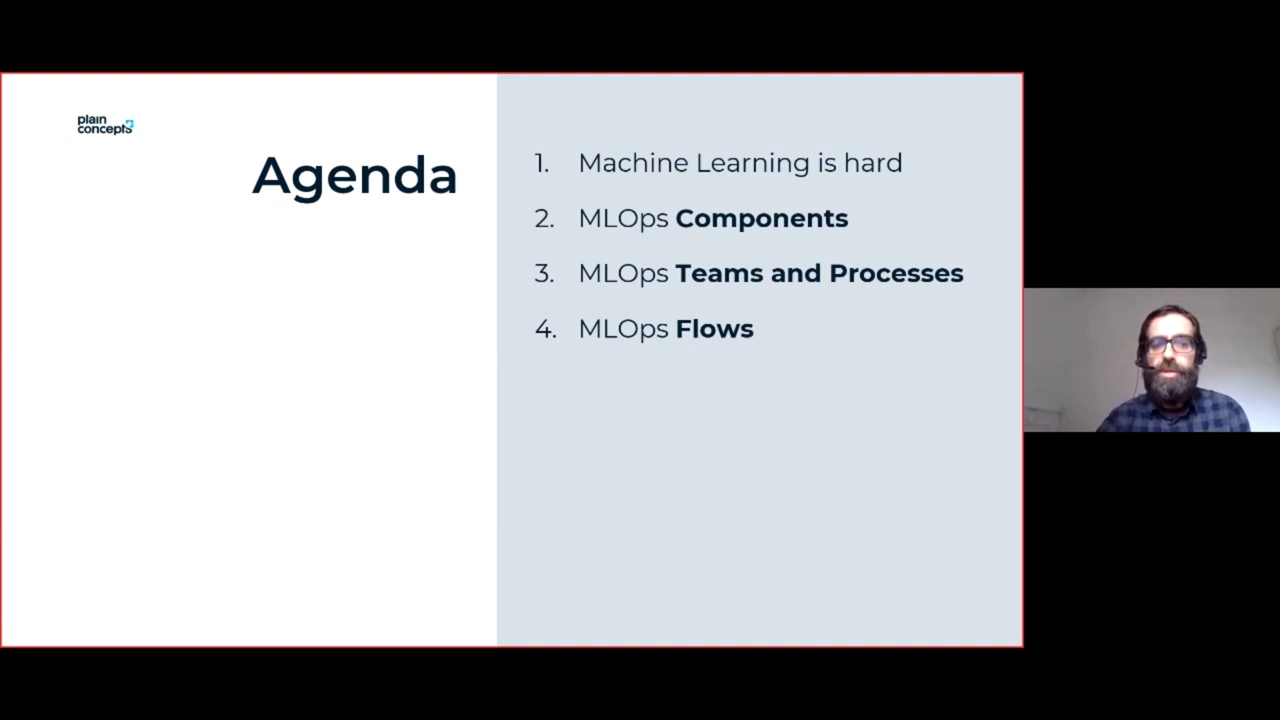 plain
concepts
Agenda
1. Machine Learning is hard
2. MLOps Components
3. MLOps Teams and Processes
4. MLOps Flows